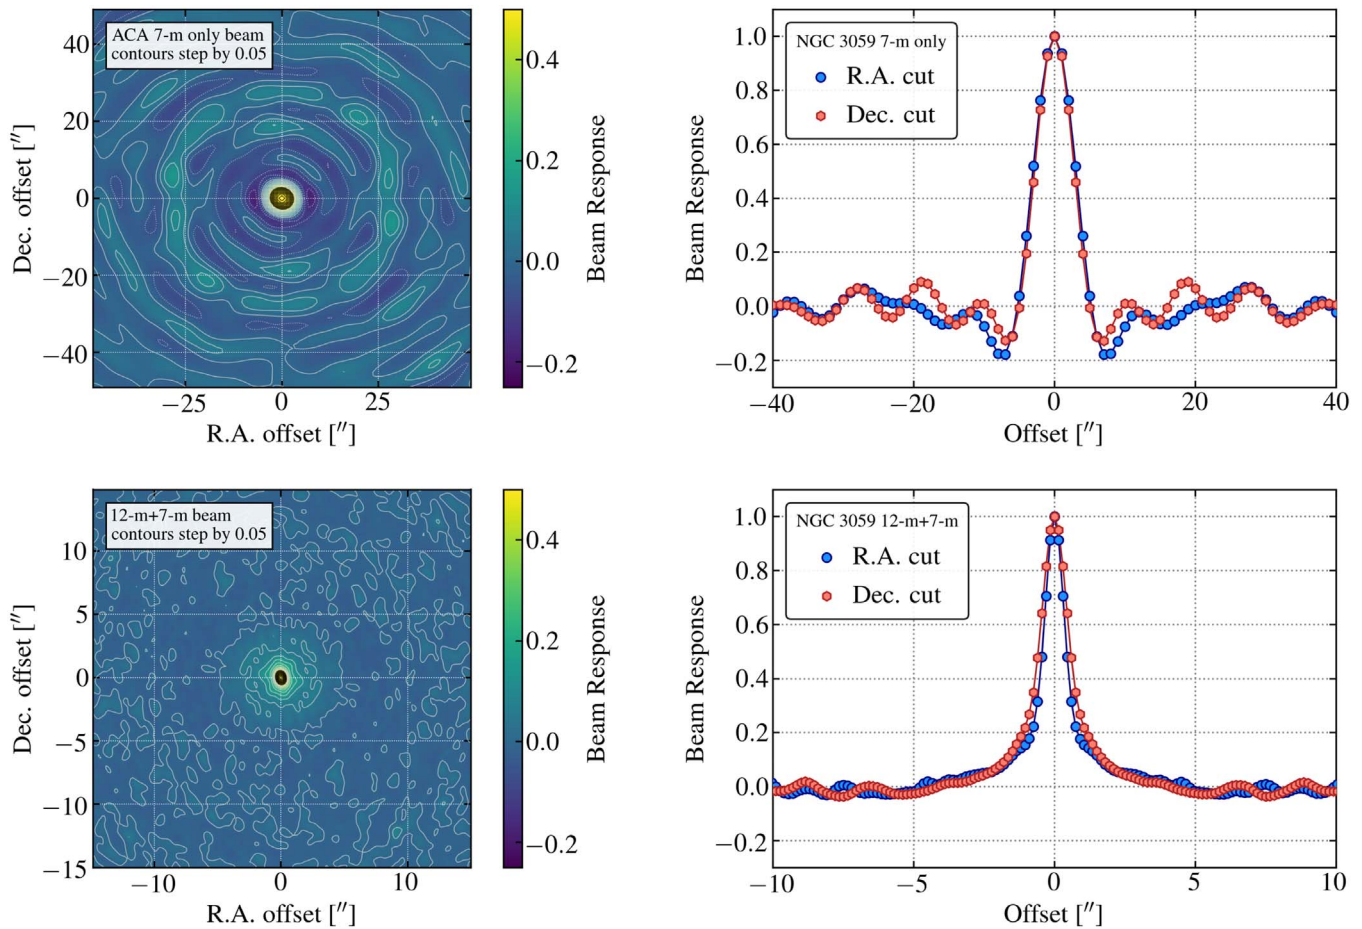 ACA 7-m only beam
contours step by 0.05
40
20
0
−20
−40
−25
0
25
R.A. offset [″]
Dec. offset [″]
0.4
0.2
0.0
−0.2
Beam Response
NGC 3059 7-m only
R.A. cut
Dec. cut
1.0
0.8
0.6
0.4
0.2
0.0
−0.2
−40
−20
0
20
40
Offset [″]
Beam Response
12-m+7-m beam
contours step by 0.05
10
5
0
−5
−10
−15
−10
0
10
R.A. offset [″]
Dec. offset [″]
0.4
0.2
0.0
−0.2
Beam Response
NGC 3059 12-m+7-m
R.A. cut
Dec. cut
1.0
0.8
0.6
0.4
0.2
0.0
−0.2
−10
−5
0
5
10
Offset [″]
Beam Response